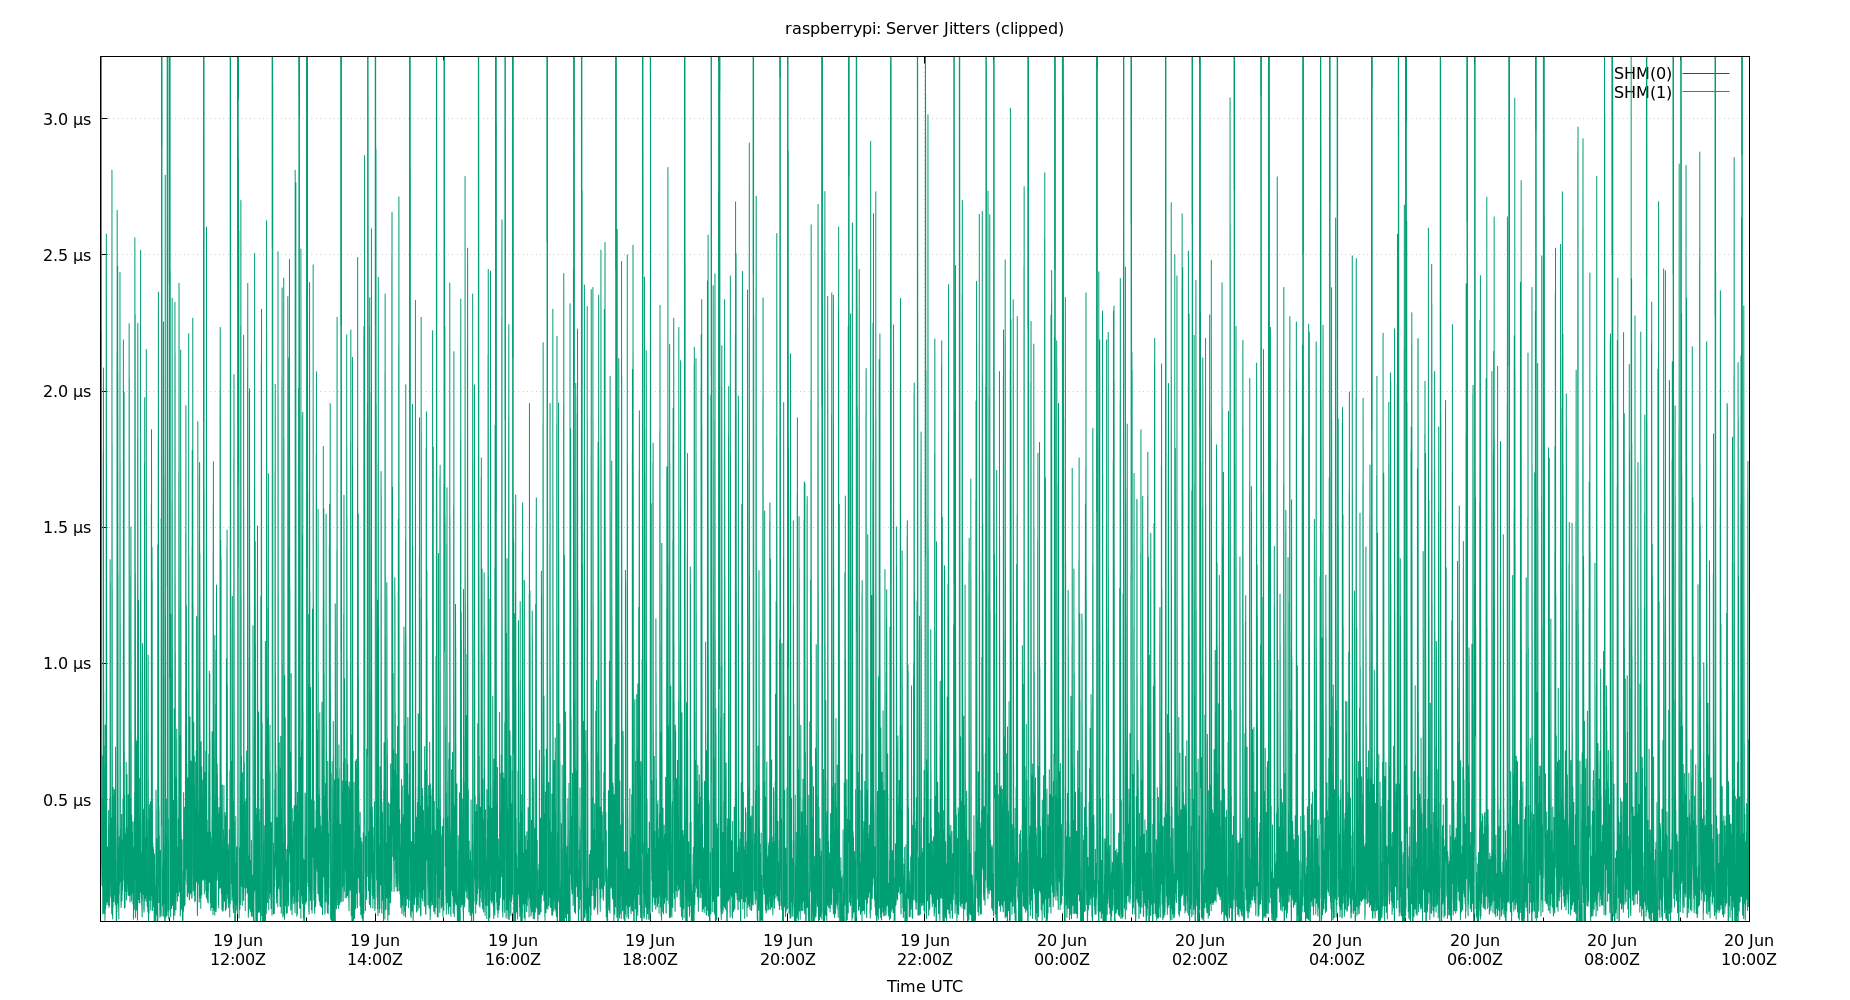 raspberrypi: Server Jitters (clipped)
SHM(0)
SHM(1)
3.0 µs
2.5 µs
2.0 µs
1.5 µs
1.0 µs
0.5 µs
19 Jun 19 Jun 19 Jun 19 Jun 19 Jun 19 Jun 20 Jun 20 Jun 20 Jun 20 Jun 20 Jun 20 Jun
12:00Z 14:00Z 16:00Z 18:00Z 20:00Z 22:00Z 00:00Z 02:00Z 04:00Z 06:00Z 08:00Z 10:00Z
Time UTC